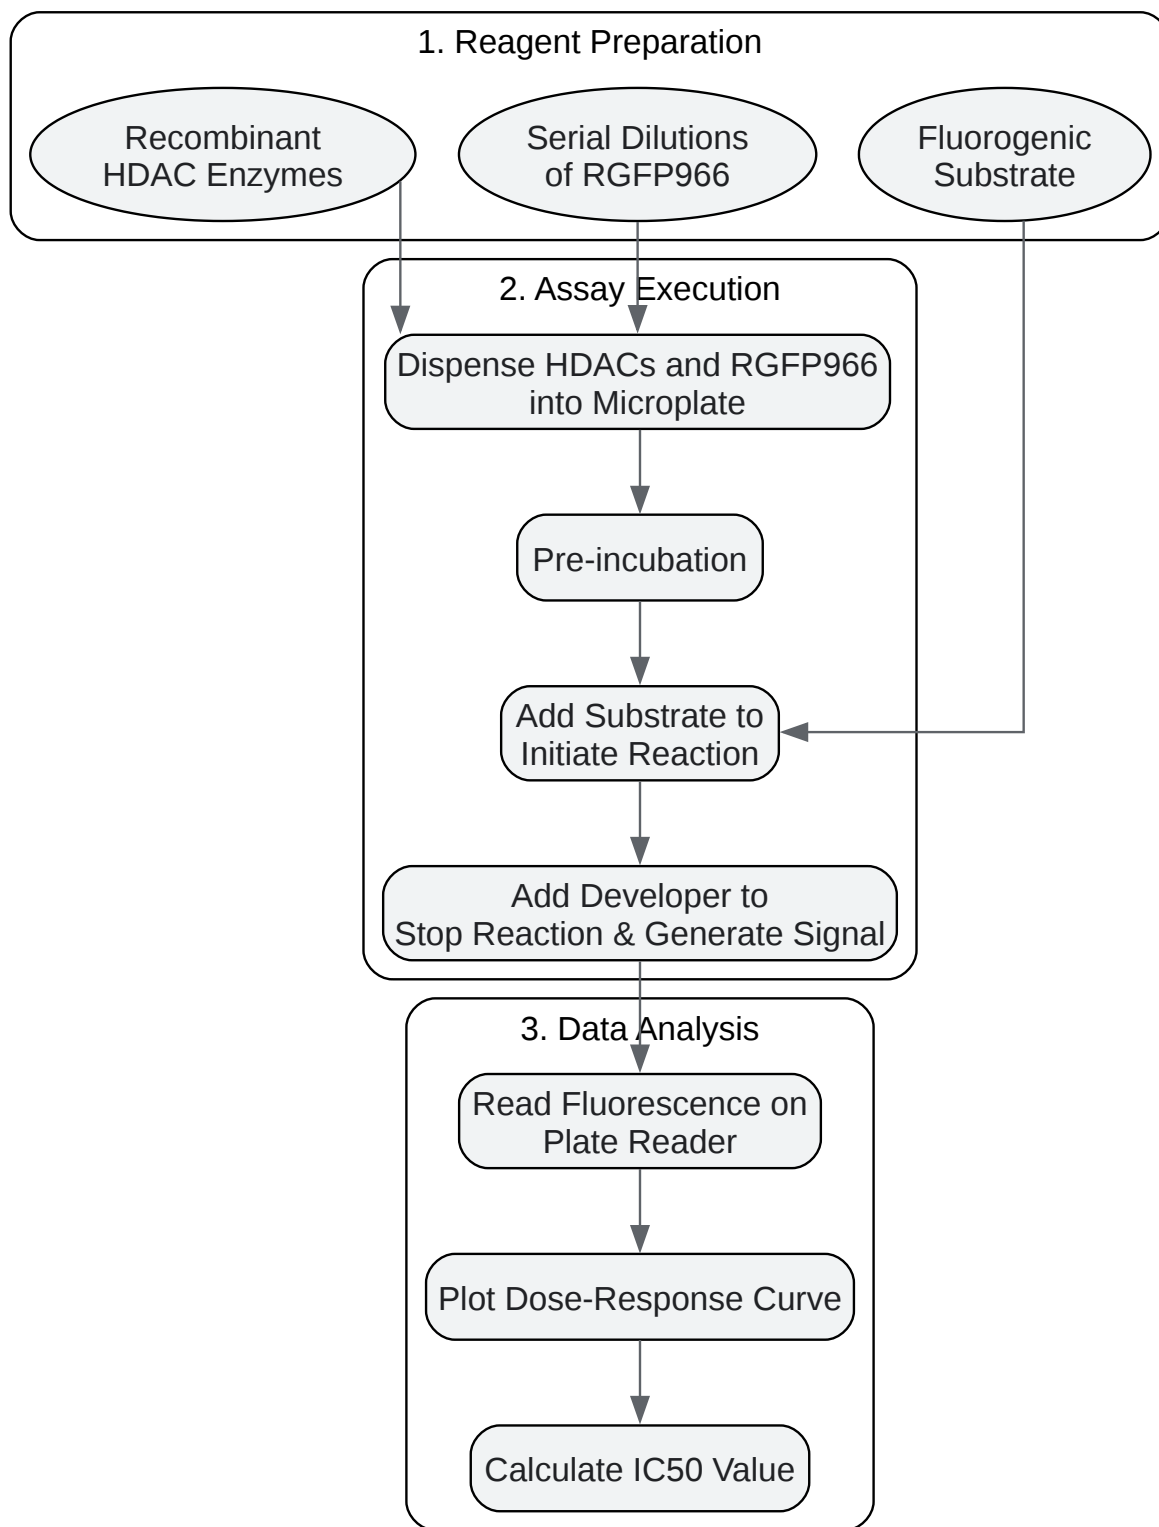 1. Reagent Preparation
Recombinant
HDAC Enzymes
Serial Dilutions
of RGFP966
Fluorogenic
Substrate
2. Assay Execution
Dispense HDACs and RGFP966
into Microplate
Pre-incubation
Add Substrate to
Initiate Reaction
Add Developer to
Stop Reaction & Generate Signal
3. Data Analysis
Read Fluorescence on
Plate Reader
Plot Dose-Response Curve
Calculate IC50 Value